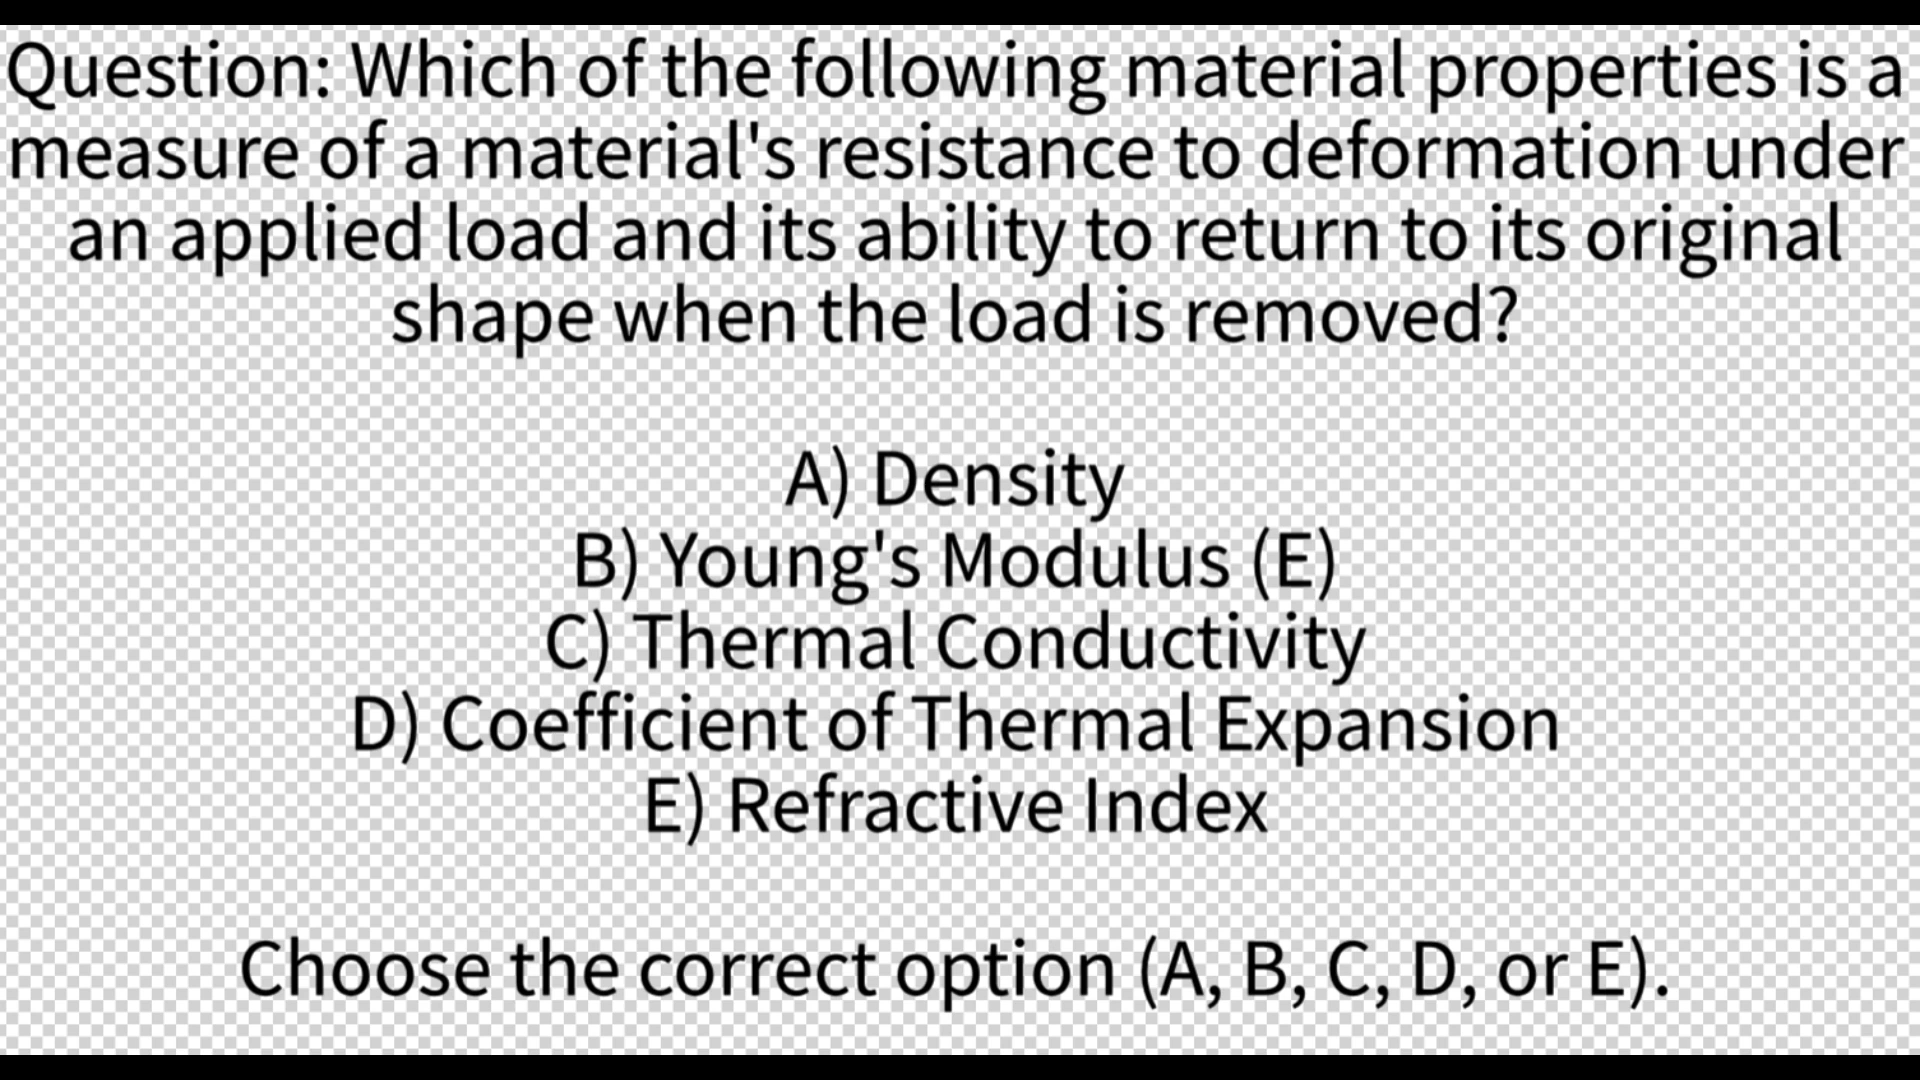 Question: Which of the following material properties is a
measure of a material's resistance to deformation under
an applied load and its ability to return to its original
shape when the load is removed?
A) Density
B) Young's Modulus (E)
C) Thermal Conductivity
D) Coefficient of Thermal Expansion
E) Refractive Index
Choose the correct option (A, B, C, D, or E).